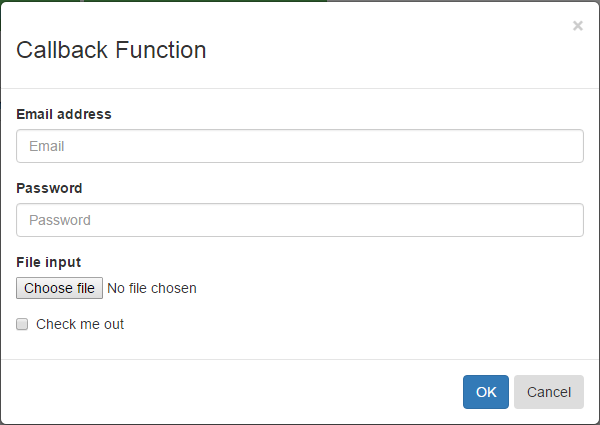 ×
Callback Function
Email address
Email
Password
Password
File input
Choose file No file chosen
Check me out
OK Cancel